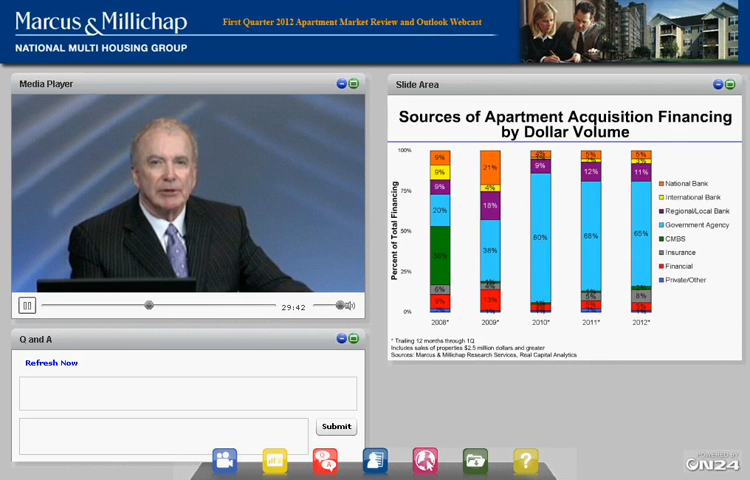 Marcus & Millichap
NATIONAL MULTI HOUSING GROUP
First Quarter 2012 Apartment Market Review and Outlook Webcast
Media Player
29:42
Q and A
Refresh Now
Submit
Slide Area
Sources of Apartment Acquisition Financing
by Dollar Volume
Percent of Total Financing
100%
75%
50%
25%
0%
9%
9%
9%
20%
6%
9%
21%
4%
18%
38%
13%
9%
5%
12%
68%
5%
5%
11%
65%
8%
2008*
2009*
2010*
2011*
2012*
National Bank
International Bank
Regional/Local Bank
Government Agency
CMBS
Insurance
Financial
Private/Other
* Trailing 12 months through 1Q
Includes sales of properties $2.5 million dollars and greater
Sources: Marcus & Millichap Research Services, Real Capital Analytics
Q
A
?
POWERED BY
ON24